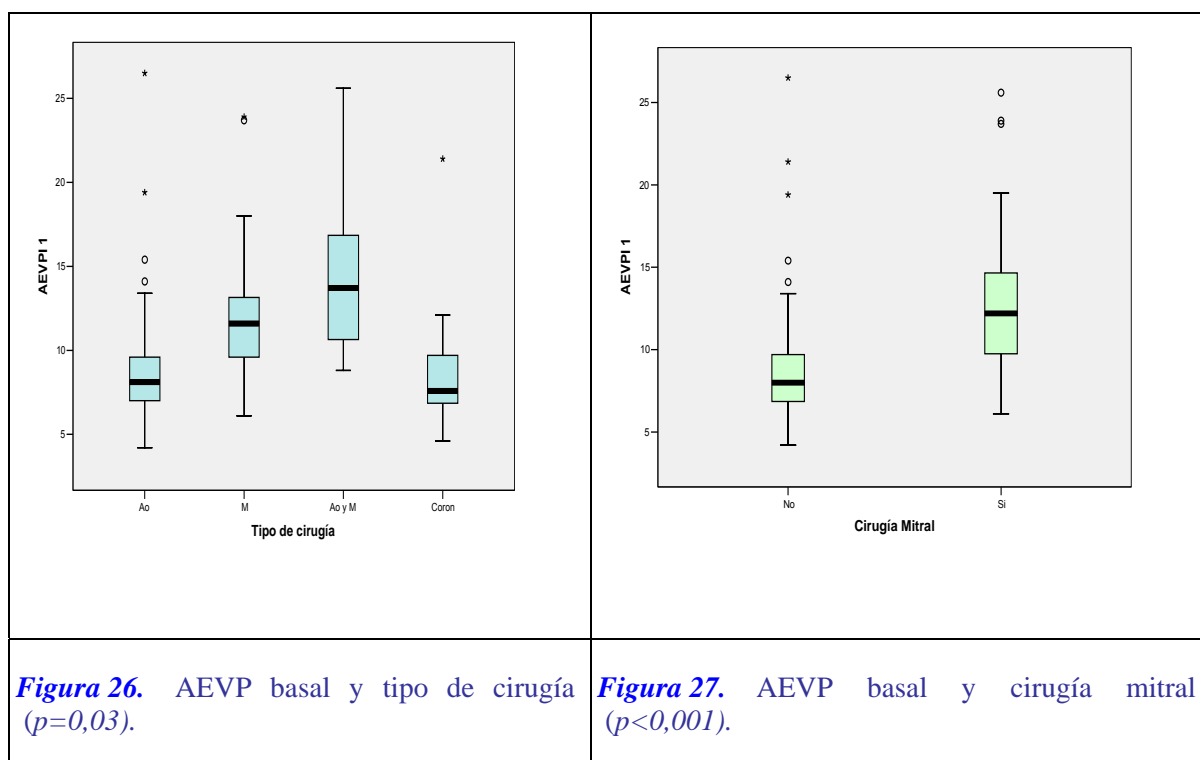 25
20
15
10
5
AEVPI 1
Ao
M
Ao y M
Coron
Tipo de cirugía
25
20
15
10
5
AEVPI 1
No
Si
Cirugía Mitral
Figura 26. AEVP basal y tipo de cirugía
(p=0,03).
Figura 27. AEVP basal y cirugía mitral
(p<0,001).